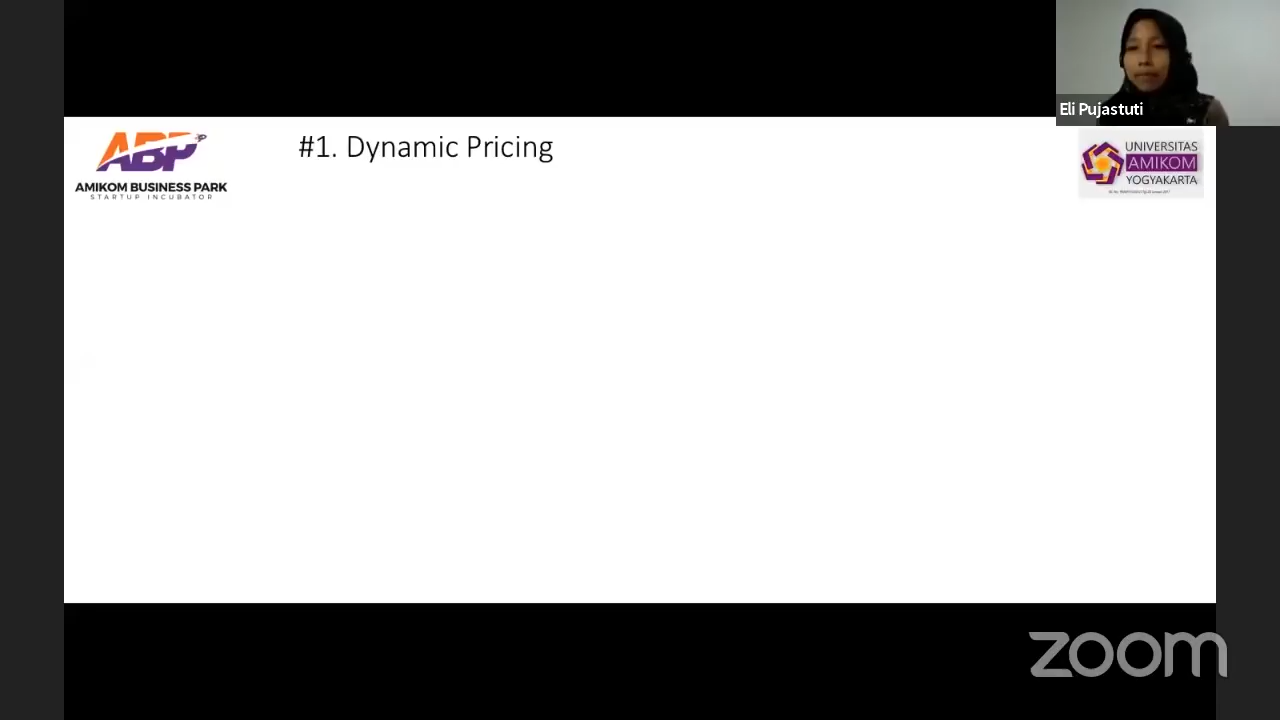 Eli Pujastuti
ABP
AMIKOM BUSINESS PARK
STARTUP INCUBATOR
#1. Dynamic Pricing
UNIVERSITAS
AMIKOM
YOGYAKARTA
zoom